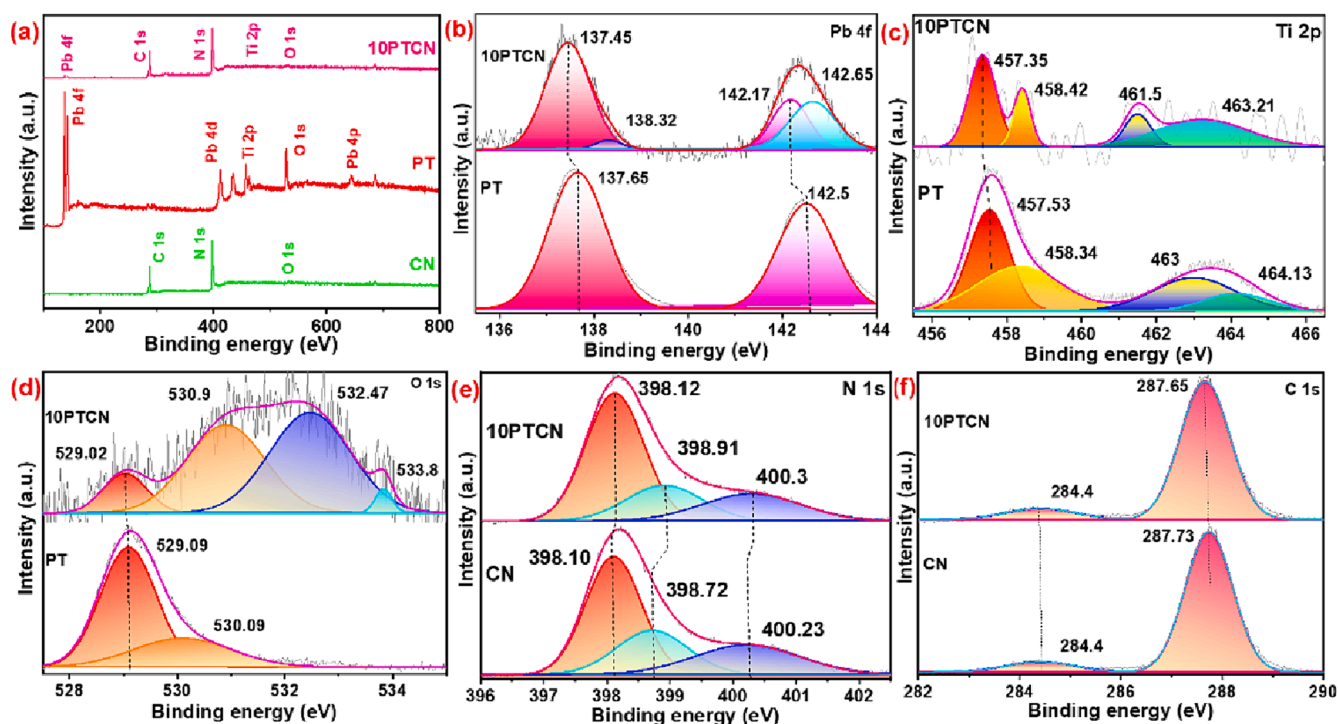 (a)
10PTCN
Pb 4f
C 1s
N 1s
Ti 2p
O 1s
Pb 4f
Pb 4d
Ti 2p
O 1s
Pb 4p
PT
C 1s
N 1s
O 1s
CN
Intensity (a.u.)
200
400
600
800
Binding energy (eV)
(b)
Pb 4f
10PTCN
137.45
138.32
142.17
142.65
PT
137.65
142.5
Intensity (a.u.)
136
138
140
142
144
Binding energy (eV)
(c)
Ti 2p
10PTCN
457.35
458.42
461.5
463.21
PT
457.53
458.34
463
464.13
Intensity (a.u.)
456
458
460
462
464
466
Binding energy (eV)
(d)
O 1s
10PTCN
529.02
530.9
532.47
533.8
PT
529.09
530.09
Intensity (a.u.)
528
530
532
534
Binding energy (eV)
(e)
N 1s
10PTCN
398.12
398.91
400.3
CN
398.10
398.72
400.23
Intensity (a.u.)
396
397
398
399
400
401
402
Binding energy (eV)
(f)
C 1s
10PTCN
287.65
284.4
CN
287.73
284.4
Intensity (a.u.)
282
284
286
288
290
Binding energy (eV)